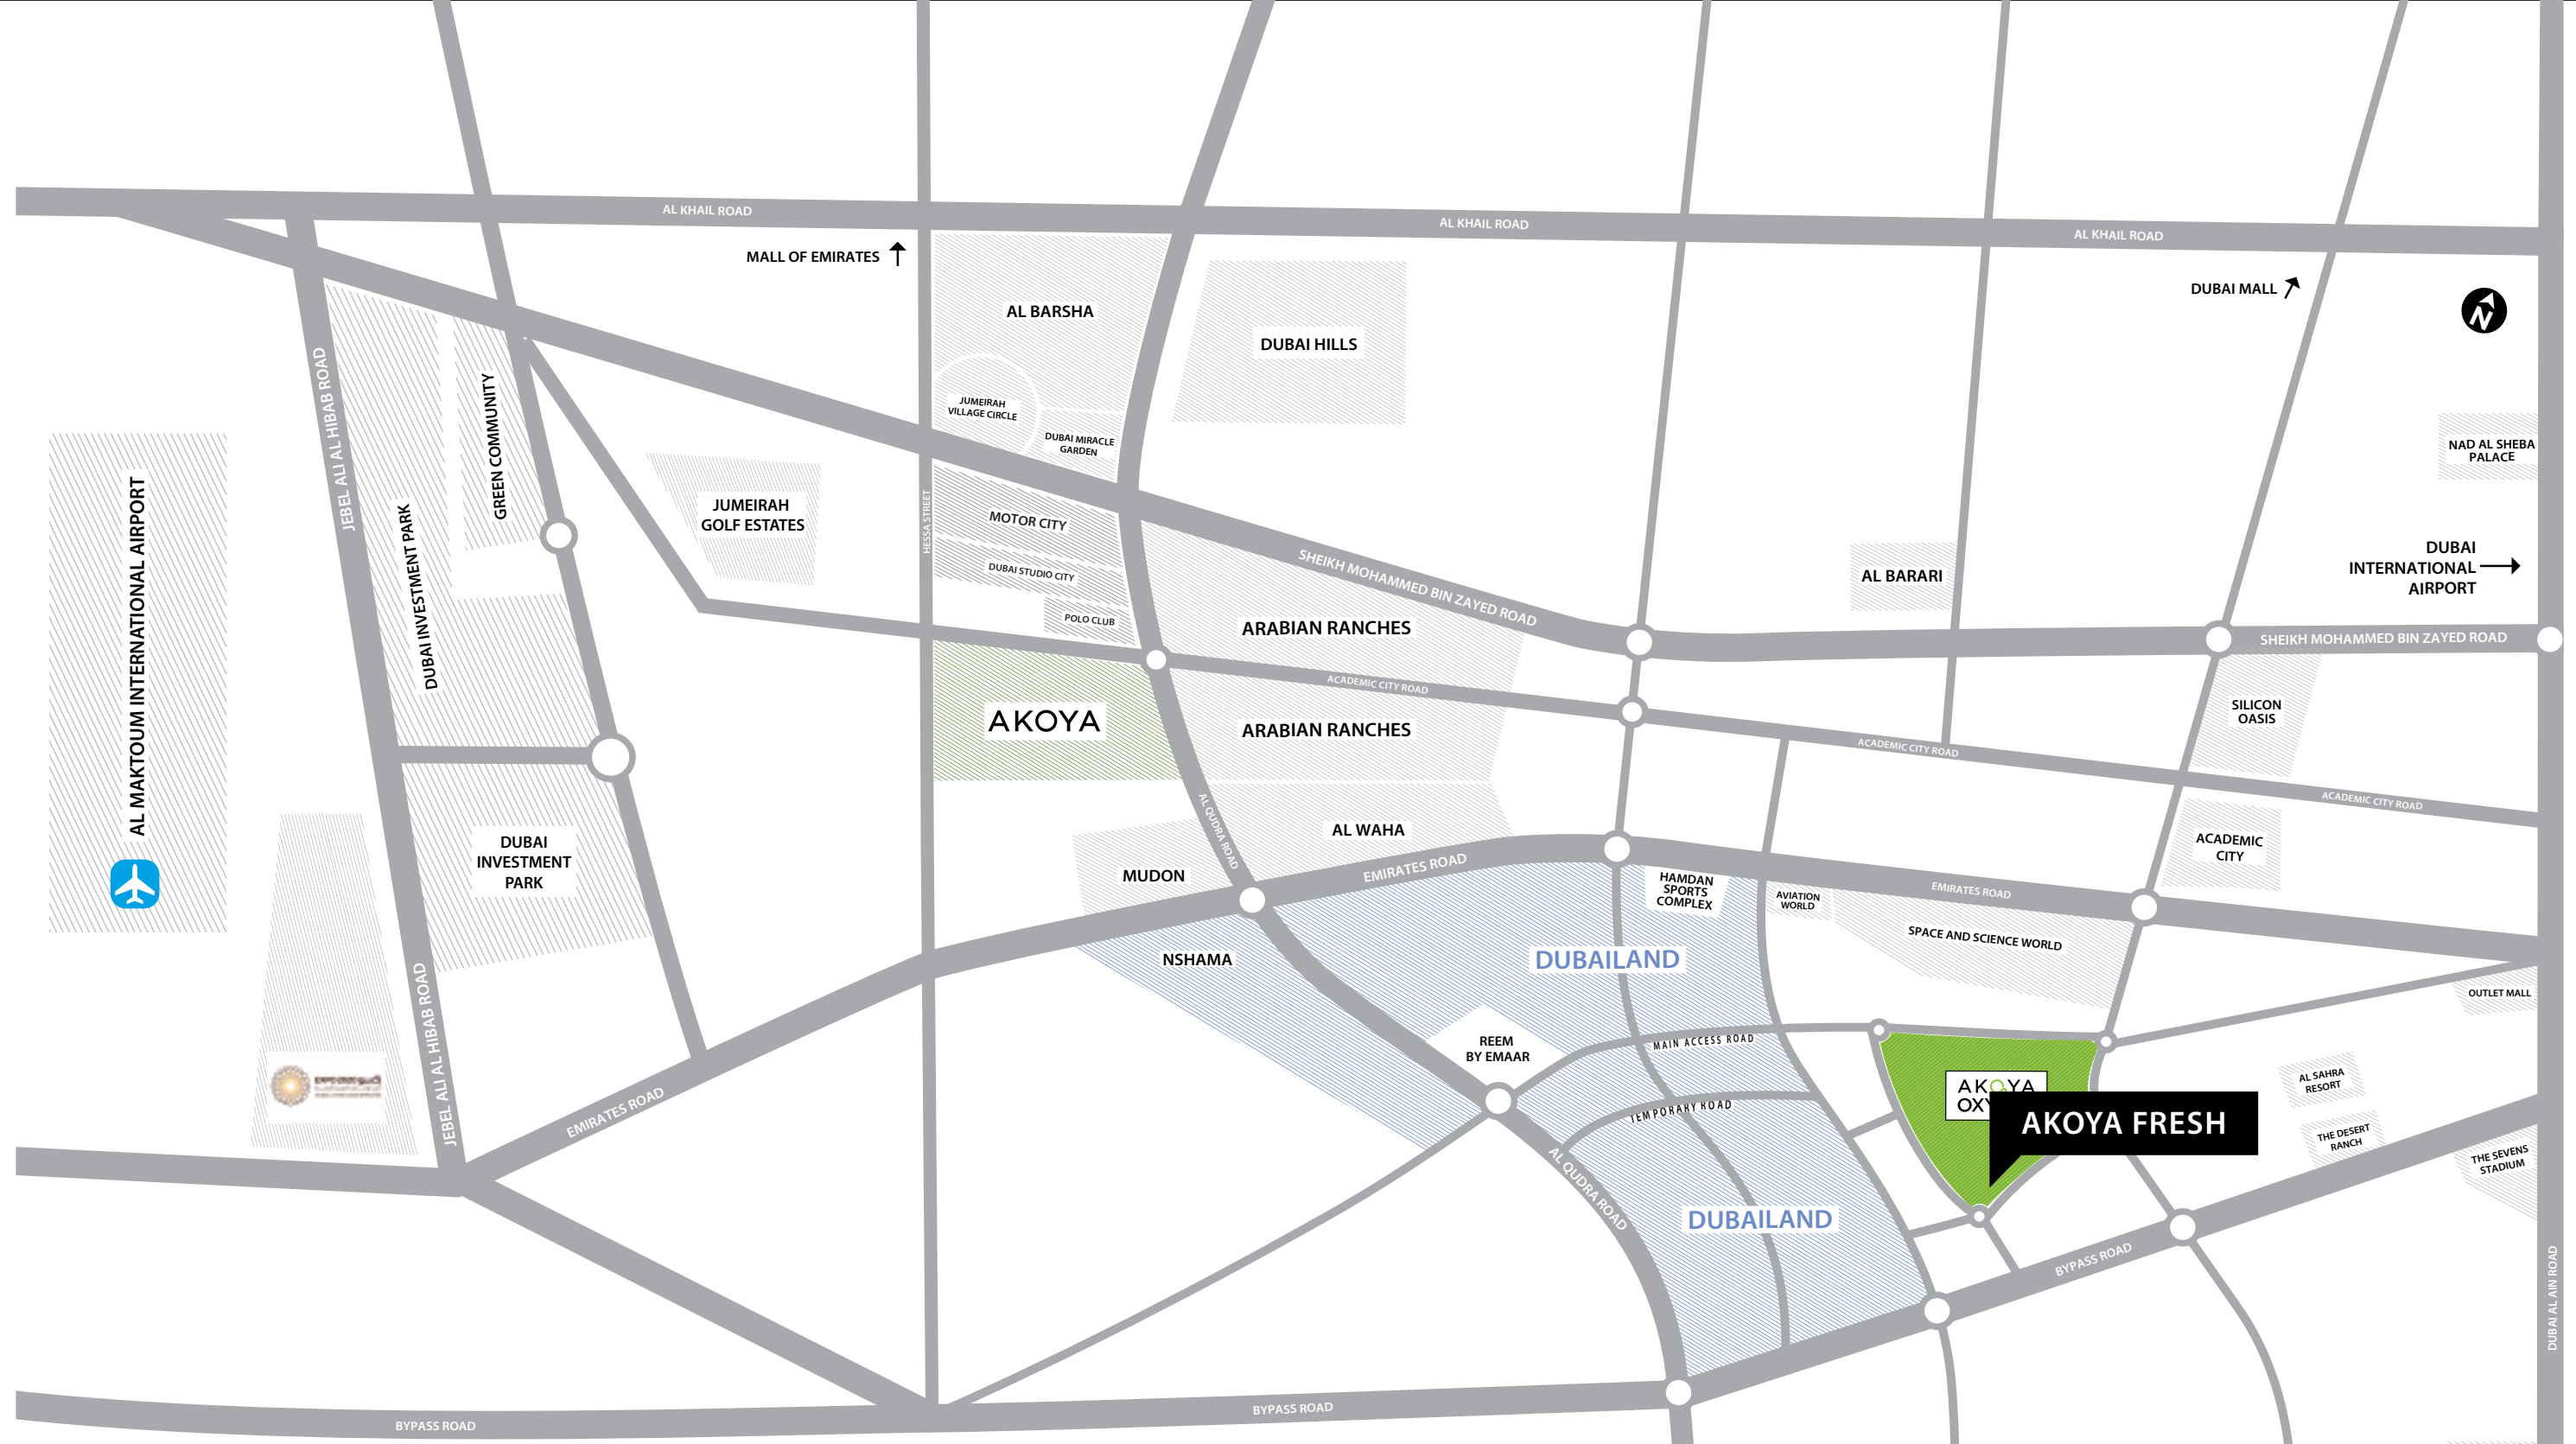 AL KHAIL ROAD
AL KHAIL ROAD
AL KHAIL ROAD
MALL OF EMIRATES
DUBAI MALL
N
AL BARSHA
DUBAI HILLS
JUMEIRAH
VILLAGE CIRCLE
DUBAI MIRACLE
GARDEN
NAD AL SHEBA
PALACE
JEBEL ALI AL HIBAB ROAD
GREEN COMMUNITY
AL MAKTOUM INTERNATIONAL AIRPORT
DUBAI INVESTMENT PARK
JUMEIRAH
GOLF ESTATES
HESSA STREET
MOTOR CITY
DUBAI STUDIO CITY
POLO CLUB
SHEIKH MOHAMMED BIN ZAYED ROAD
AL BARARI
DUBAI
INTERNATIONAL
AIRPORT
SHEIKH MOHAMMED BIN ZAYED ROAD
ARABIAN RANCHES
ACADEMIC CITY ROAD
AKOYA
ARABIAN RANCHES
ACADEMIC CITY ROAD
SILICON
OASIS
ACADEMIC CITY ROAD
AL QUDRA ROAD
AL WAHA
ACADEMIC
CITY
DUBAI
INVESTMENT
PARK
MUDON
EMIRATES ROAD
HAMDAN
SPORTS
COMPLEX
AVIATION
WORLD
EMIRATES ROAD
SPACE AND SCIENCE WORLD
NSHAMA
DUBAILAND
OUTLET MALL
JEBEL ALI AL HIBAB ROAD
REEM
BY EMAAR
MAIN ACCESS ROAD
TEMPORARY ROAD
EMIRATES ROAD
AKOYA
AKOYA FRESH
AL SAHRA
RESORT
THE DESERT
RANCH
THE SEVENS
STADIUM
AL QUDRA ROAD
DUBAILAND
BYPASS ROAD
DUBAI AL AIN ROAD
BYPASS ROAD
BYPASS ROAD